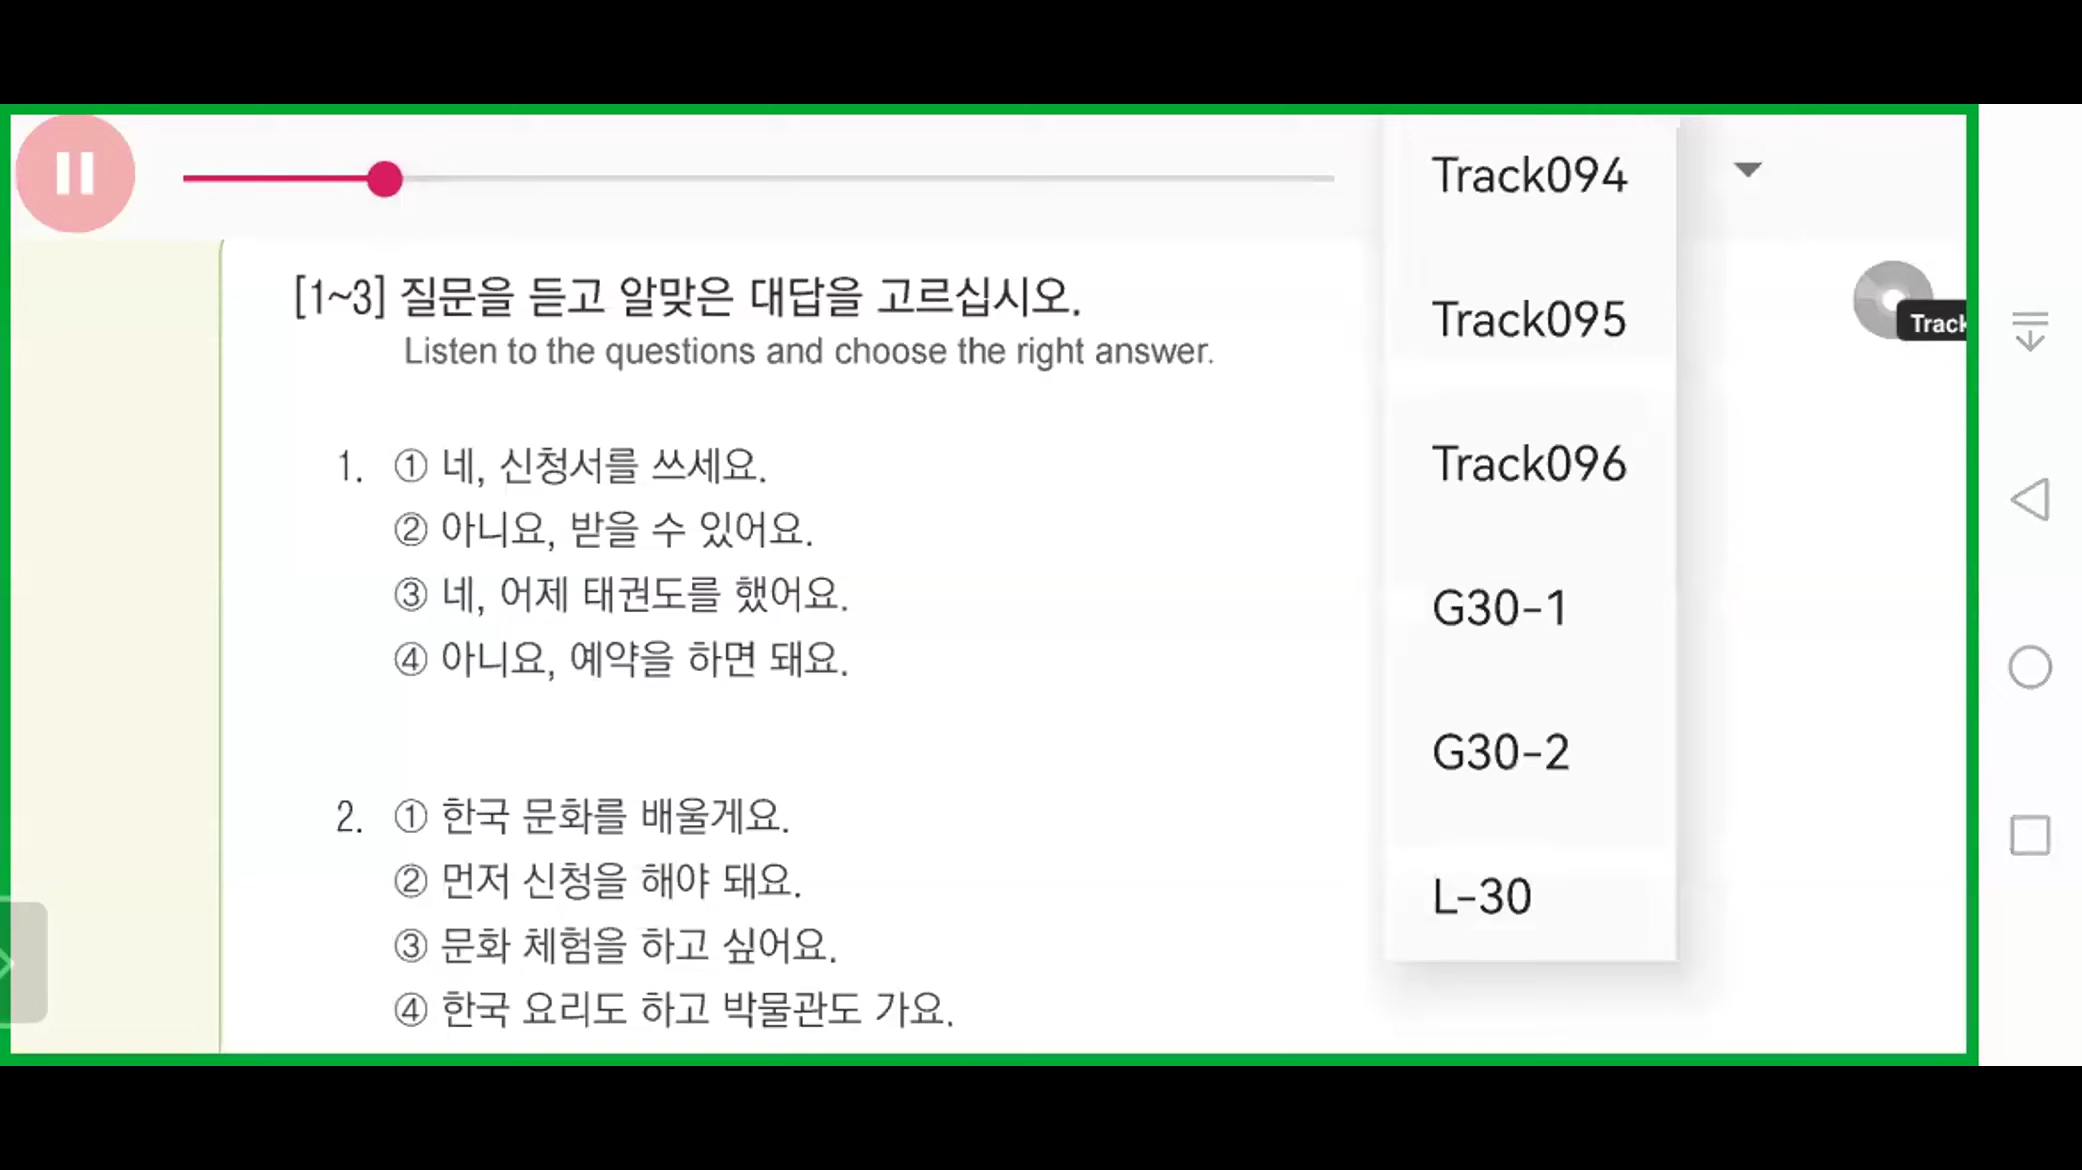 Track094
Track095
Track096
G30-1
G30-2
L-30
Track
[1~3] 질문을 듣고 알맞은 대답을 고르십시오.
Listen to the questions and choose the right answer.
1. ① 네, 신청서를 쓰세요.
② 아니요, 받을 수 있어요.
③ 네, 어제 태권도를 했어요.
④ 아니요, 예약을 하면 돼요.
2. ① 한국 문화를 배울게요.
② 먼저 신청을 해야 돼요.
③ 문화 체험을 하고 싶어요.
④ 한국 요리도 하고 박물관도 가요.